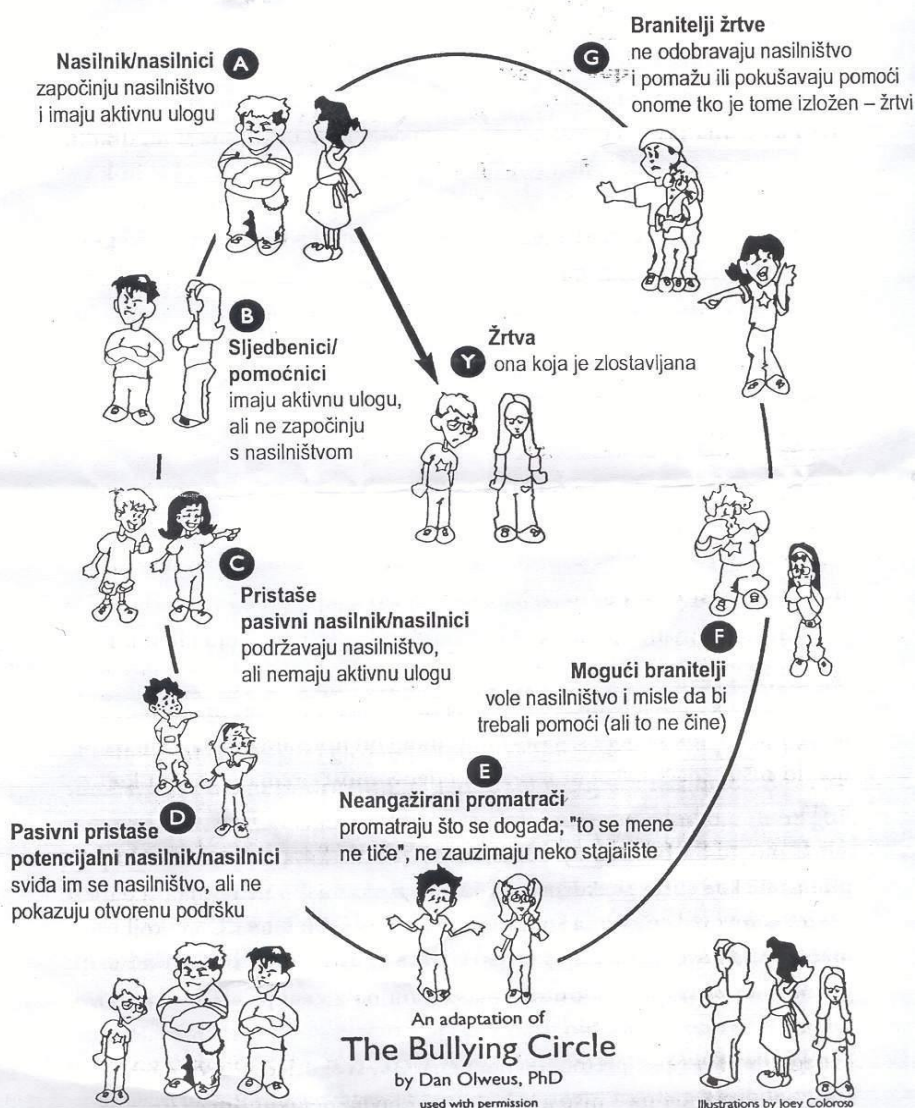 Nasilnik/nasilnici A
započinju nasilništvo
i imaju aktivnu ulogu
B
Sljedbenici/
pomoćnici
imaju aktivnu ulogu,
ali ne započinju
s nasilništvom
C
Pristaše
pasivni nasilnik/nasilnici
podržavaju nasilništvo,
ali nemaju aktivnu ulogu
Pasivni pristaše D
potencijalni nasilnik/nasilnici
sviđa im se nasilništvo, ali ne
pokazuju otvorenu podršku
E
Neangažirani promatrači
promatraju što se događa; "to se mene
ne tiče", ne zauzimaju neko stajalište
F
Mogući branitelji
vole nasilništvo i misle da bi
trebali pomoći (ali to ne čine)
Branitelji žrtve
G ne odobravaju nasilništvo
i pomažu ili pokušavaju pomoći
onome tko je tome izložen – žrtvi
Žrtva
Y ona koja je zlostavljana
An adaptation of
The Bullying Circle
by Dan Olweus, PhD
used with permission
Illustrations by Joey Coloroso